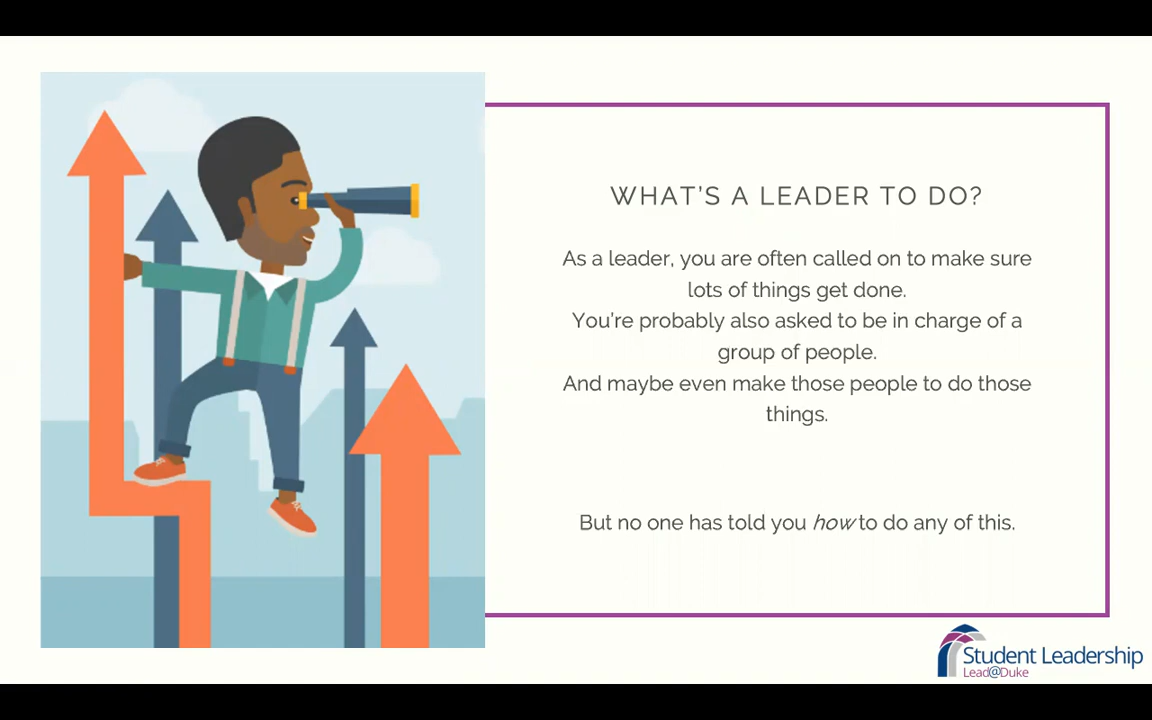 WHAT'S A LEADER TO DO?
As a leader, you are often called on to make sure
lots of things get done.
You're probably also asked to be in charge of a
group of people.
And maybe even make those people to do those
things.
But no one has told you how to do any of this.
Student Leadership
Lead@Duke